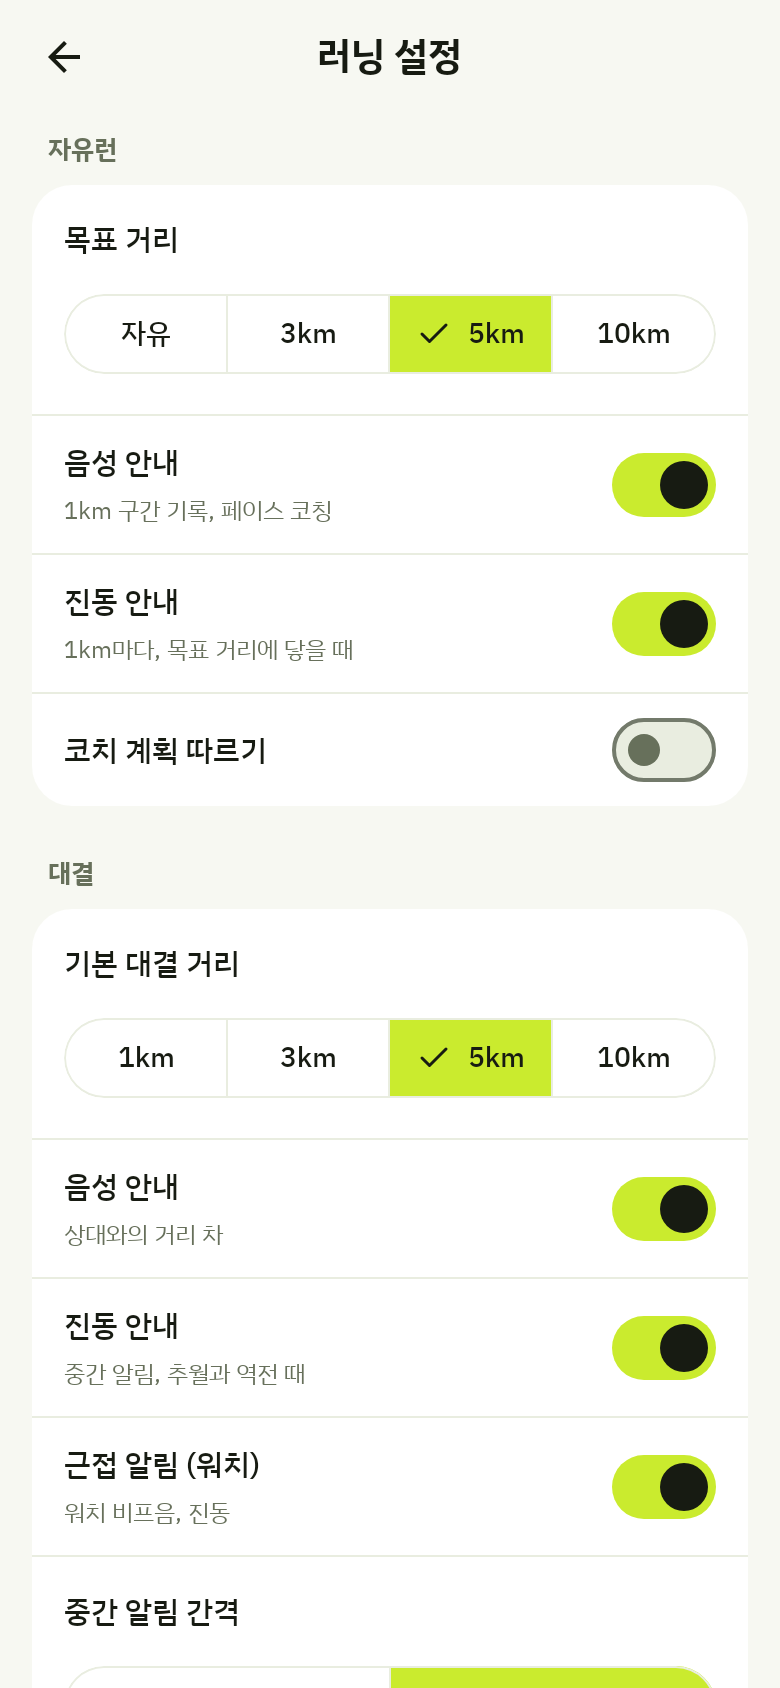 러닝 설정
자유런
목표 거리
자유 3km 5km 10km
음성 안내
1km 구간 기록, 페이스 코칭
진동 안내
1km마다, 목표 거리에 닿을 때
코치 계획 따르기
대결
기본 대결 거리
1km 3km 5km 10km
음성 안내
상대와의 거리 차
진동 안내
중간 알림, 추월과 역전 때
근접 알림 (워치)
워치 비프음, 진동
중간 알림 간격